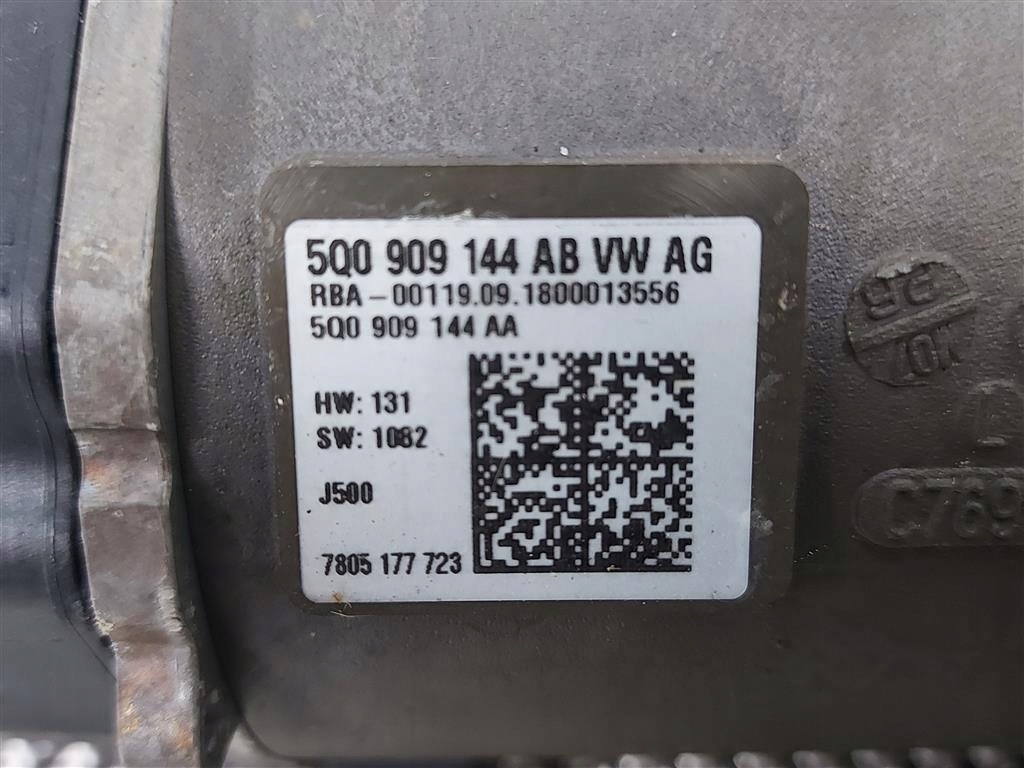 5Q0 909 144 AB VW AG
RBA-00119.09.1800013556
5Q0 909 144 AA
HW: 131
SW: 1082
J500
7805 177 723
C769